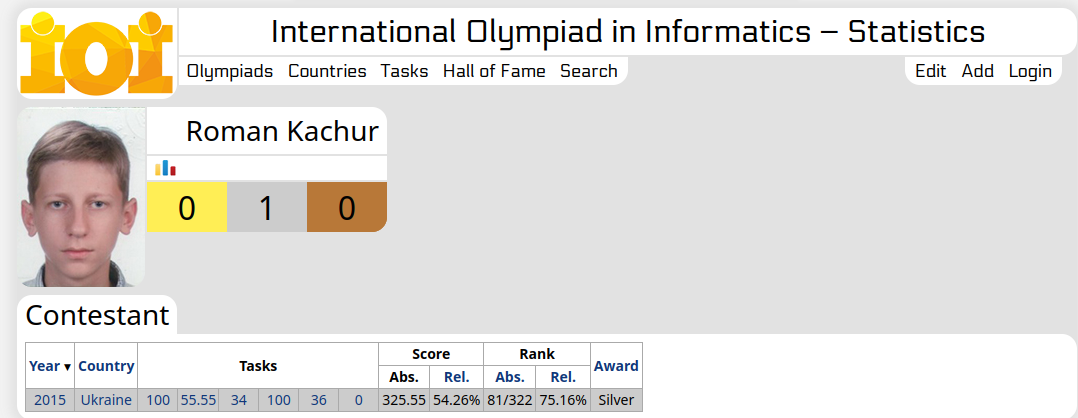 ioi
International Olympiad in Informatics – Statistics
Olympiads Countries Tasks Hall of Fame Search
Edit Add Login
Roman Kachur
0 1 0
Contestant
Year ▾ Country Tasks Score Rank Award
Abs. Rel. Abs. Rel.
2015 Ukraine 100 55.55 34 100 36 0 325.55 54.26% 81/322 75.16% Silver